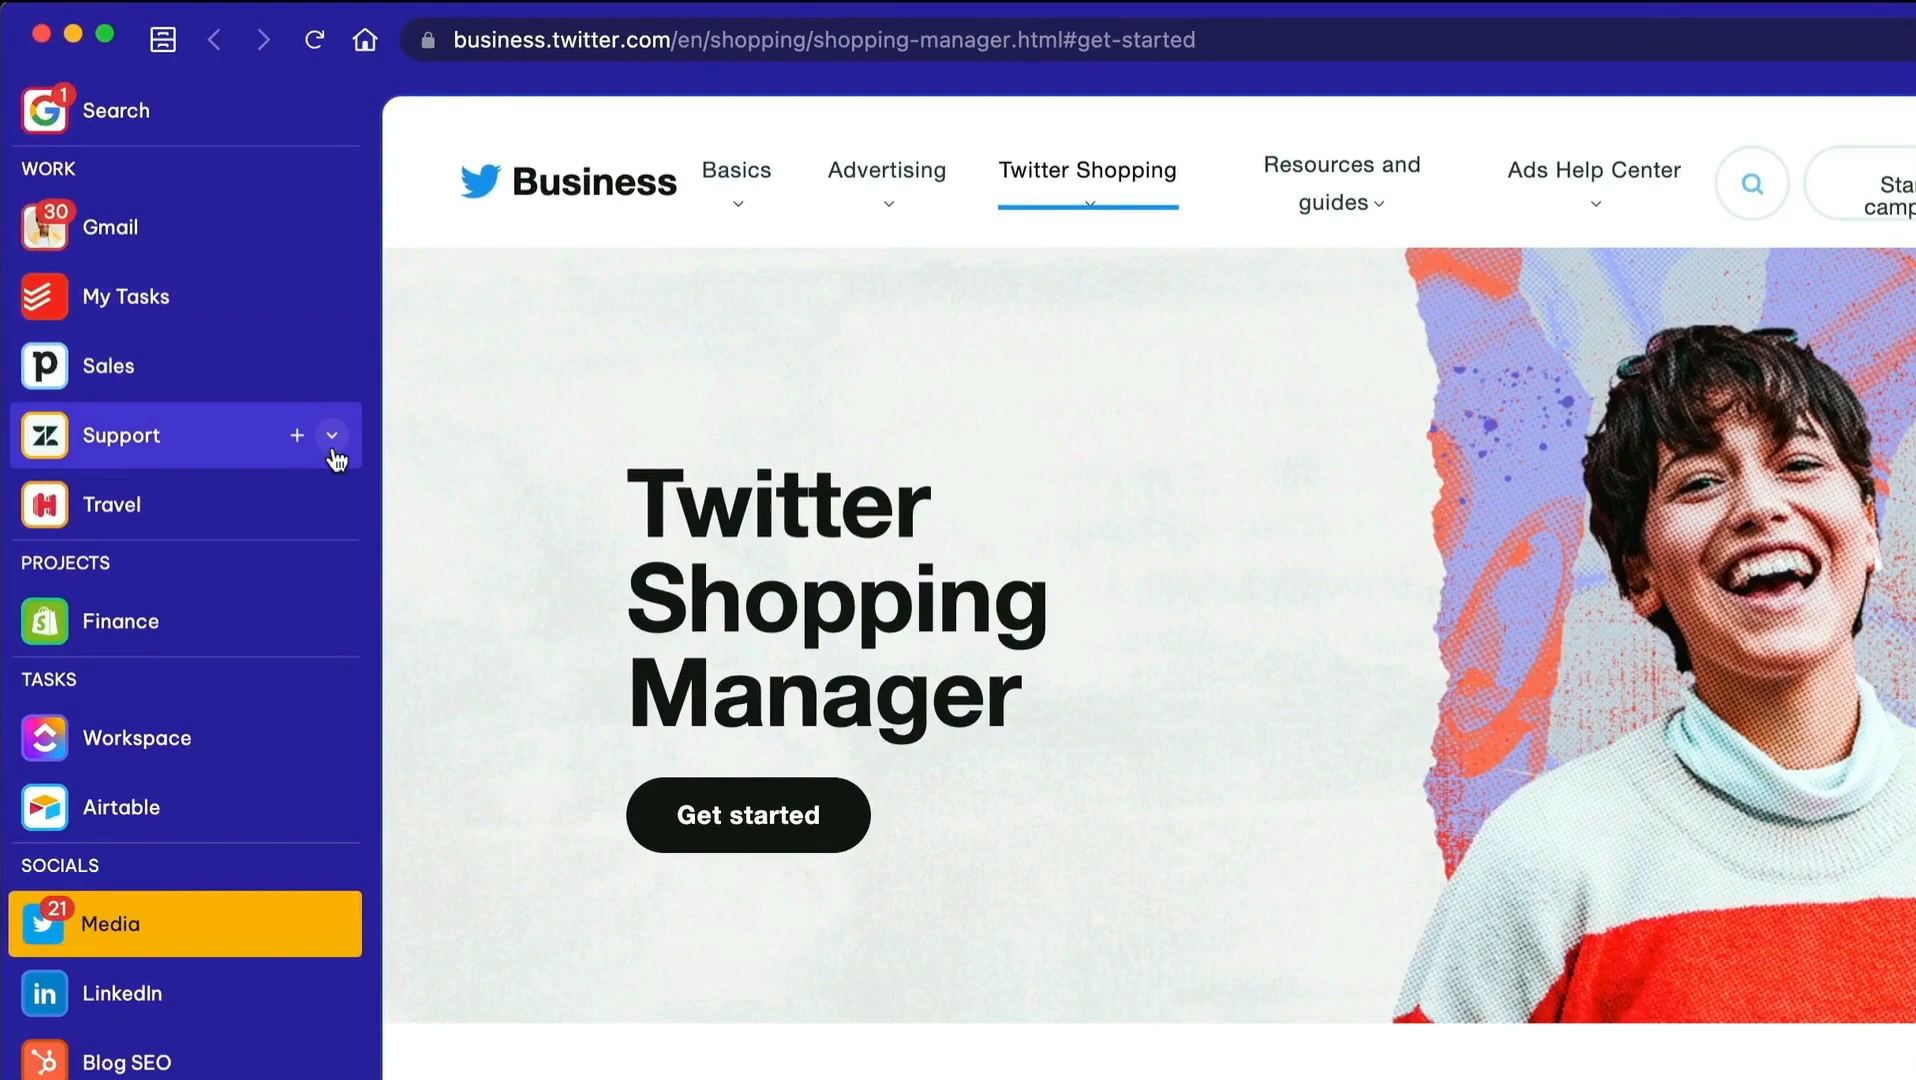 business.twitter.com/en/shopping/shopping-manager.html#get-started
1
Search
WORK
30
Gmail
My Tasks
p
Sales
Support
Travel
PROJECTS
Finance
TASKS
Workspace
Airtable
SOCIALS
21
Media
in
LinkedIn
Blog SEO
Business
Basics
Advertising
Twitter Shopping
Resources and
guides
Ads Help Center
Twitter
Shopping
Manager
Get started